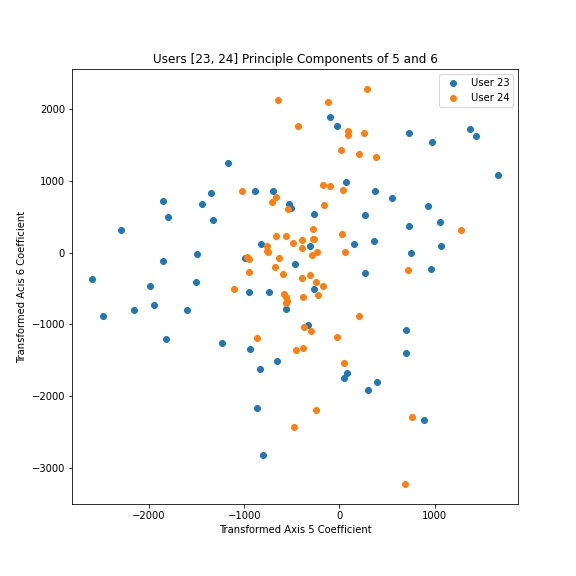 Users [23, 24] Principle Components of 5 and 6
User 23
User 24
Transformed Acis 6 Coefficient
2000
1000
0
−1000
−2000
−3000
−2000
−1000
0
1000
Transformed Axis 5 Coefficient